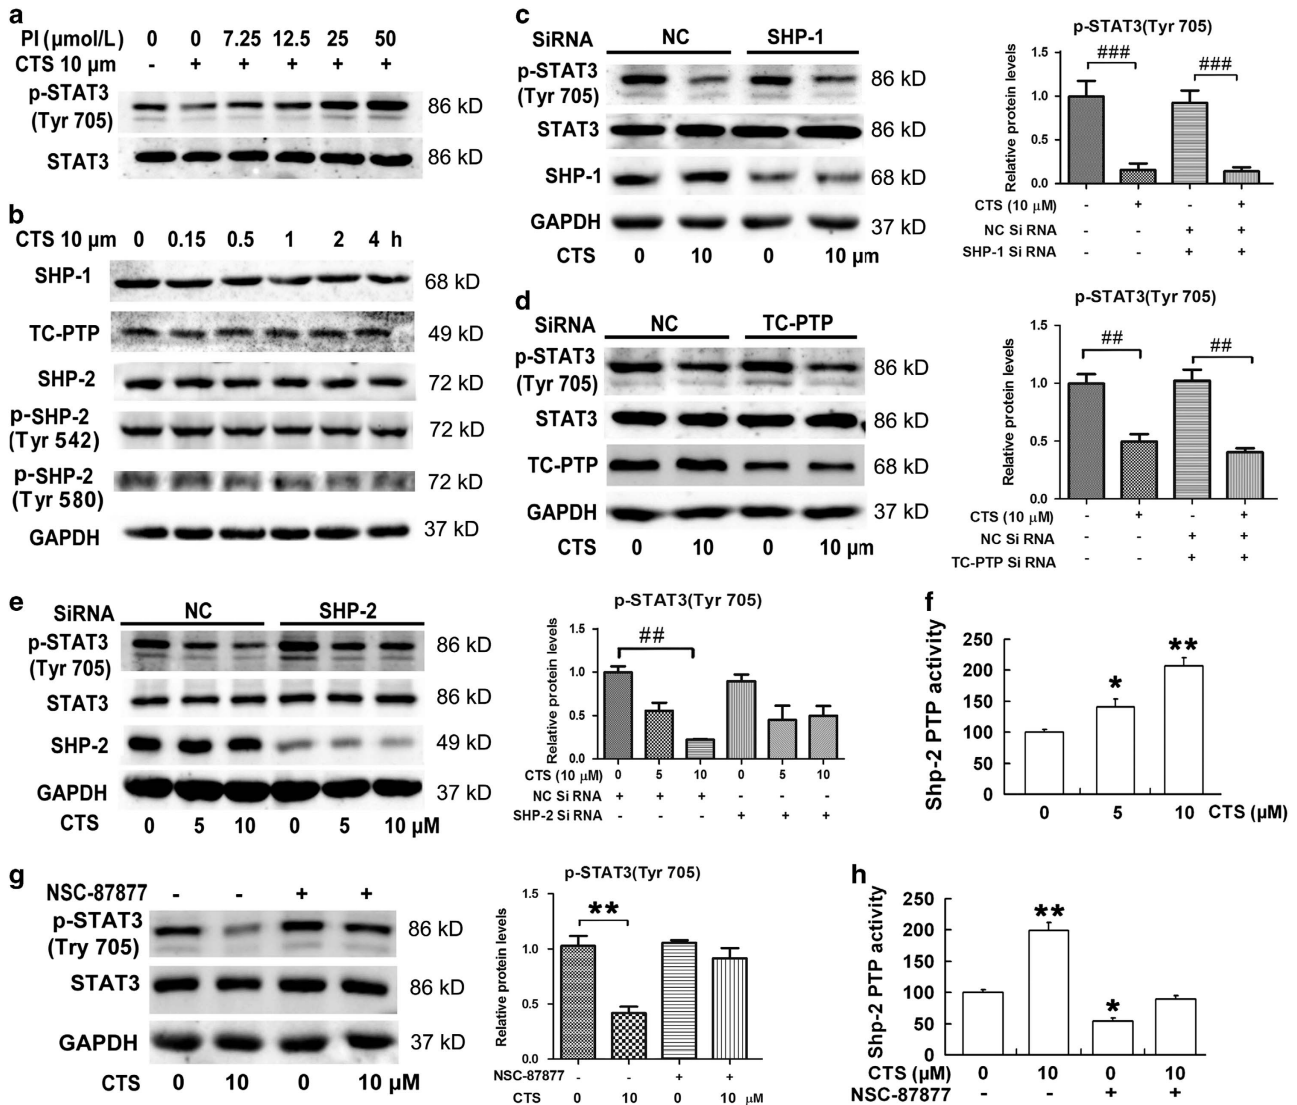 a
PI (µmol/L) 0 0 7.25 12.5 25 50
CTS 10 µm - + + + + +
p-STAT3 (Tyr 705) 86 kD
STAT3 86 kD
b
CTS 10 µm 0 0.15 0.5 1 2 4 h
SHP-1 68 kD
TC-PTP 49 kD
SHP-2 72 kD
p-SHP-2 (Tyr 542) 72 kD
p-SHP-2 (Tyr 580) 72 kD
GAPDH 37 kD
c
SiRNA NC SHP-1
p-STAT3 (Tyr 705) 86 kD
STAT3 86 kD
SHP-1 68 kD
GAPDH 37 kD
CTS 0 10 0 10 µm
p-STAT3(Tyr 705)
Relative protein levels
1.5
1.0
0.5
0.0
### ###
CTS (10 µM) - + - +
NC Si RNA - - + +
SHP-1 Si RNA - - + +
d
SiRNA NC TC-PTP
p-STAT3 (Tyr 705) 86 kD
STAT3 86 kD
TC-PTP 68 kD
GAPDH 37 kD
CTS 0 10 0 10 µm
p-STAT3(Tyr 705)
Relative protein levels
1.5
1.0
0.5
0.0
## ##
CTS (10 µM) - + - +
NC Si RNA - - + +
TC-PTP Si RNA - - + +
e
SiRNA NC SHP-2
p-STAT3 (Tyr 705) 86 kD
STAT3 86 kD
SHP-2 49 kD
GAPDH 37 kD
CTS 0 5 10 0 5 10 µM
p-STAT3(Tyr 705)
Relative protein levels
1.5
1.0
0.5
0.0
##
CTS (10 µM) 0 5 10 0 5 10
NC Si RNA + + + - - -
SHP-2 Si RNA - - - + + +
f
Shp-2 PTP activity
250
200
150
100
50
0
* **
0 5 10 CTS (µM)
g
NSC-87877 - - + +
p-STAT3 (Try 705) 86 kD
STAT3 86 kD
GAPDH 37 kD
CTS 0 10 0 10 µM
p-STAT3(Tyr 705)
Relative protein levels
1.5
1.0
0.5
0.0
**
NSC-87877 - - + +
CTS 0 10 0 10 µM
h
Shp-2 PTP activity
250
200
150
100
50
0
** *
CTS (µM) 0 10 0 10
NSC-87877 - - + +